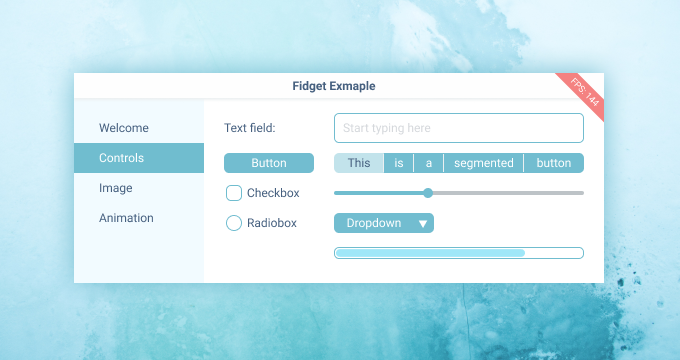 Fidget Exmaple
FPS: 144
Welcome
Controls
Image
Animation
Text field:
Start typing here
Button
This is a segmented button
Checkbox
Radiobox
Dropdown